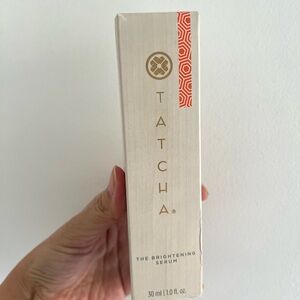 TATCHA®
THE BRIGHTENING
SERUM
30 ml | 1.0 fl. oz.